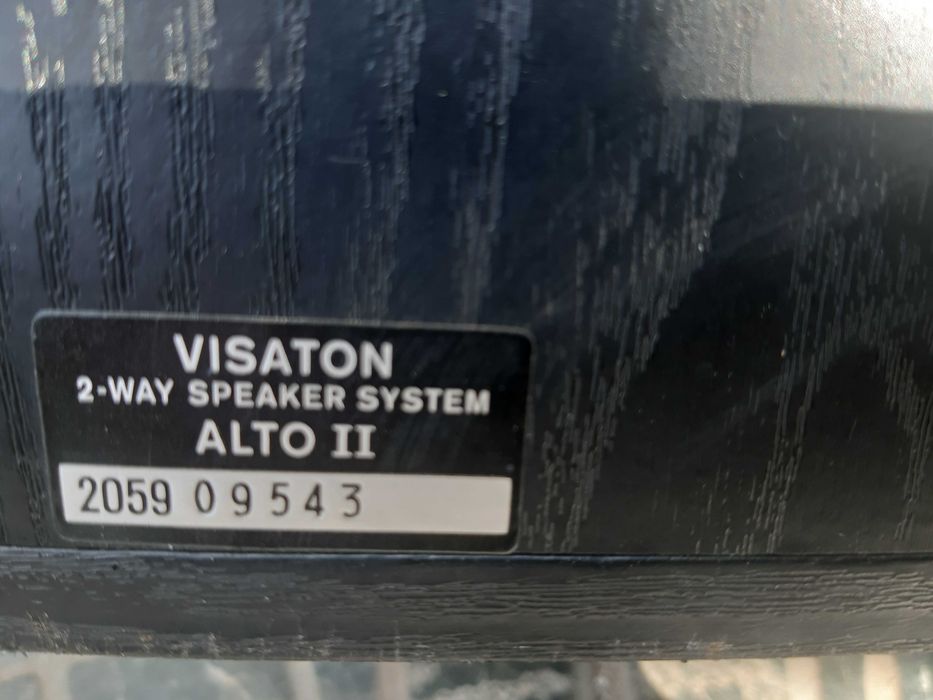 VISATON
2-WAY SPEAKER SYSTEM
ALTO II
2059 09543